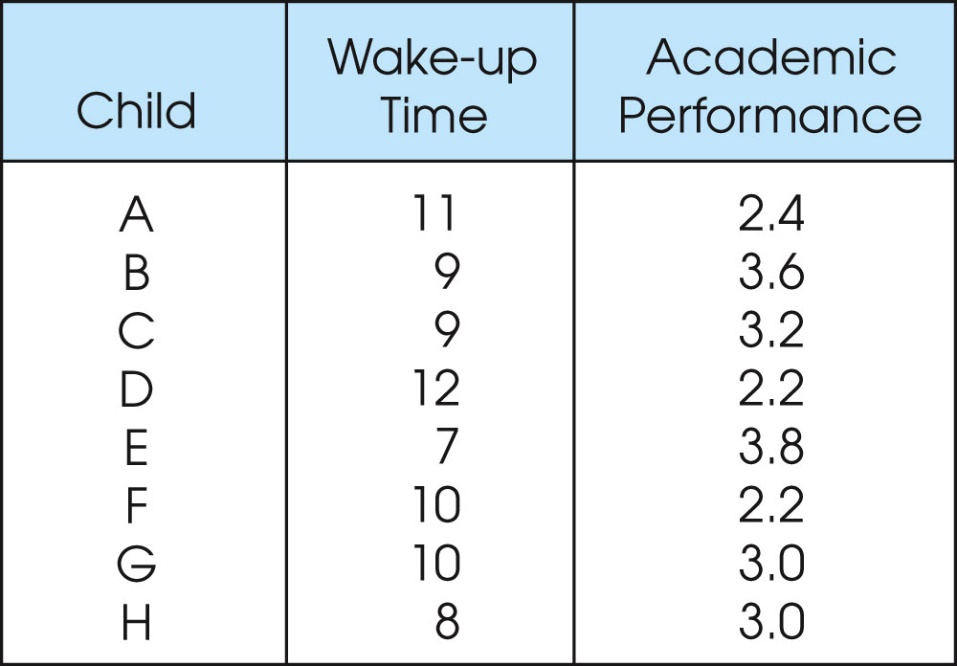 Child Wake-up Time Academic Performance
A 11 2.4
B 9 3.6
C 9 3.2
D 12 2.2
E 7 3.8
F 10 2.2
G 10 3.0
H 8 3.0